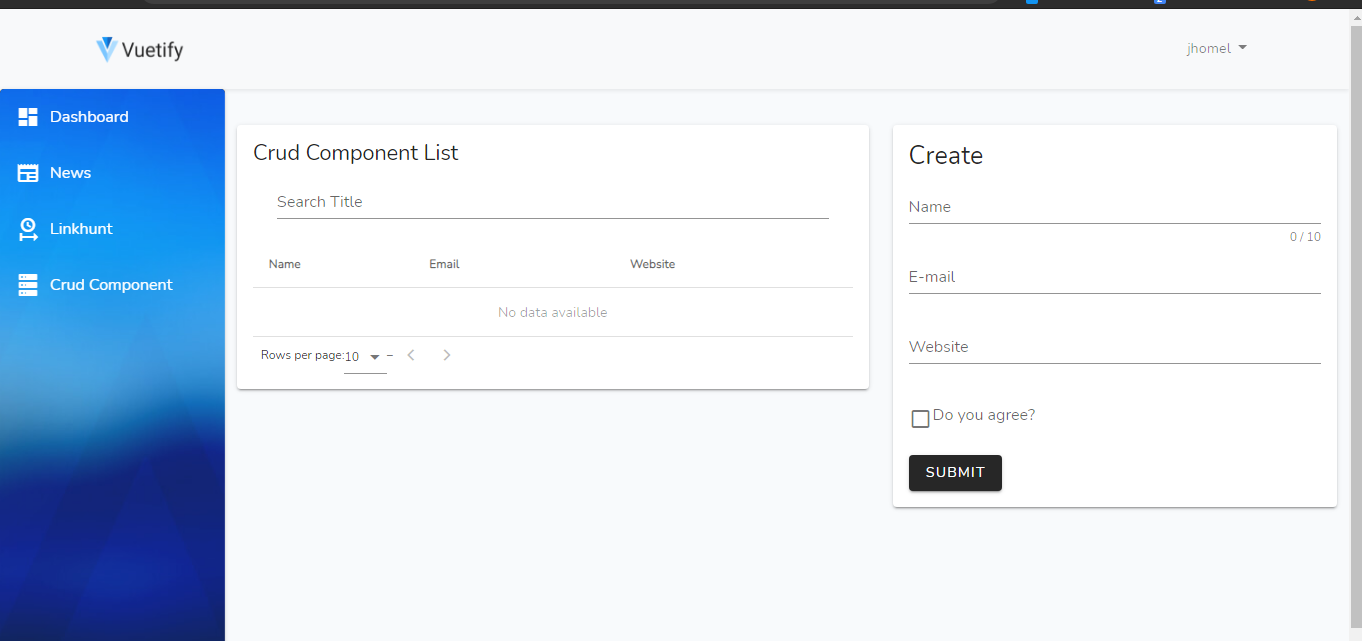 Vuetify
jhomel
Dashboard
News
Linkhunt
Crud Component
Crud Component List
Search Title
Name Email Website
No data available
Rows per page: 10 –
Create
Name
0 / 10
E-mail
Website
Do you agree?
SUBMIT